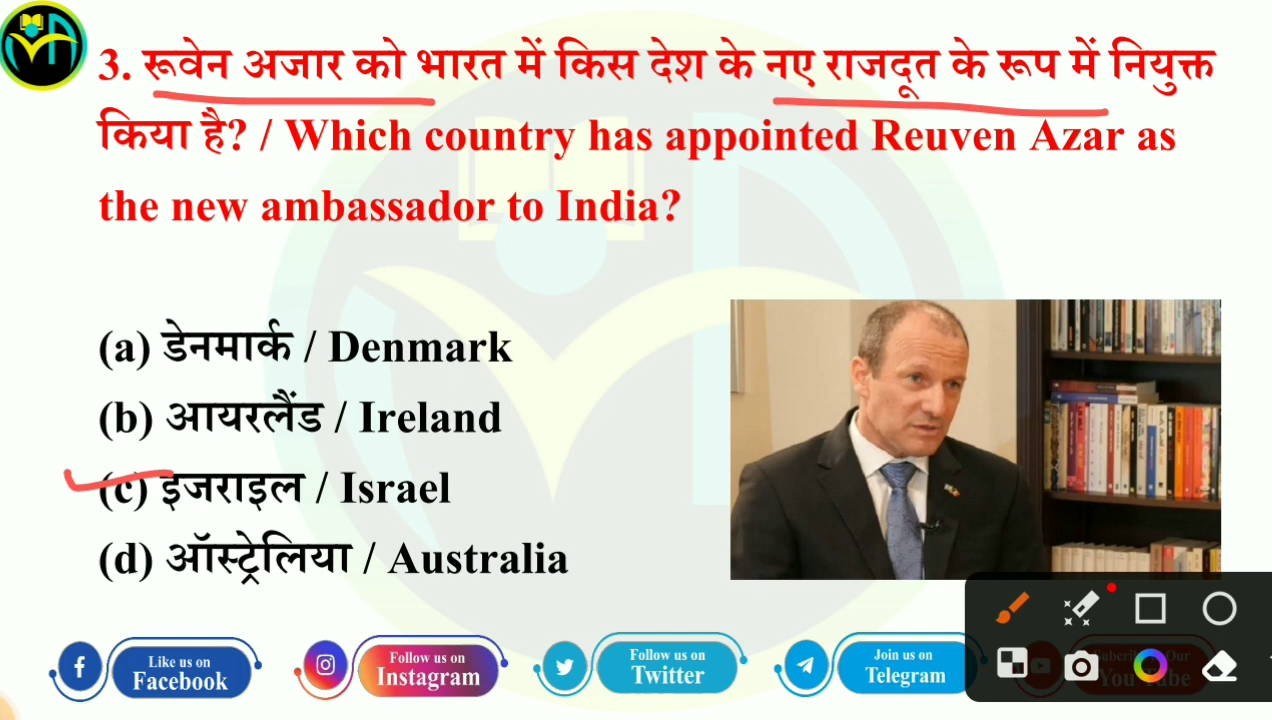 3. रूवेन अजार को भारत में किस देश के नए राजदूत के रूप में नियुक्त
किया है? / Which country has appointed Reuven Azar as
the new ambassador to India?
(a) डेनमार्क / Denmark
(b) आयरलैंड / Ireland
(c) इजराइल / Israel
(d) ऑस्ट्रेलिया / Australia
Like us on
Facebook
Follow us on
Instagram
Follow us on
Twitter
Join us on
Telegram